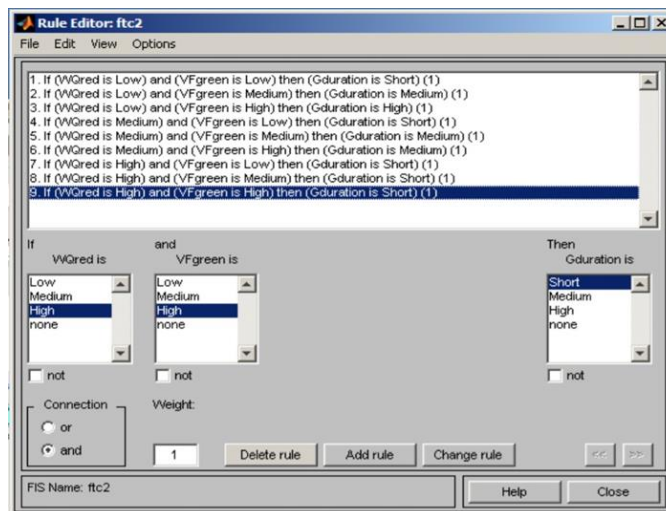 Rule Editor: ftc2
File Edit View Options
1. If (WQred is Low) and (VFgreen is Low) then (Gduration is Short) (1)
2. If (WQred is Low) and (VFgreen is Medium) then (Gduration is Medium) (1)
3. If (WQred is Low) and (VFgreen is High) then (Gduration is High) (1)
4. If (WQred is Medium) and (VFgreen is Low) then (Gduration is Short) (1)
5. If (WQred is Medium) and (VFgreen is Medium) then (Gduration is Medium) (1)
6. If (WQred is Medium) and (VFgreen is High) then (Gduration is Medium) (1)
7. If (WQred is High) and (VFgreen is Low) then (Gduration is Short) (1)
8. If (WQred is High) and (VFgreen is Medium) then (Gduration is Short) (1)
9. If (WQred is High) and (VFgreen is High) then (Gduration is Short) (1)
If and Then
WQred is VFgreen is Gduration is
Low Low Short
Medium Medium Medium
High High High
none none none
not not not
Connection Weight:
or
and 1 Delete rule Add rule Change rule << >>
FIS Name: ftc2 Help Close